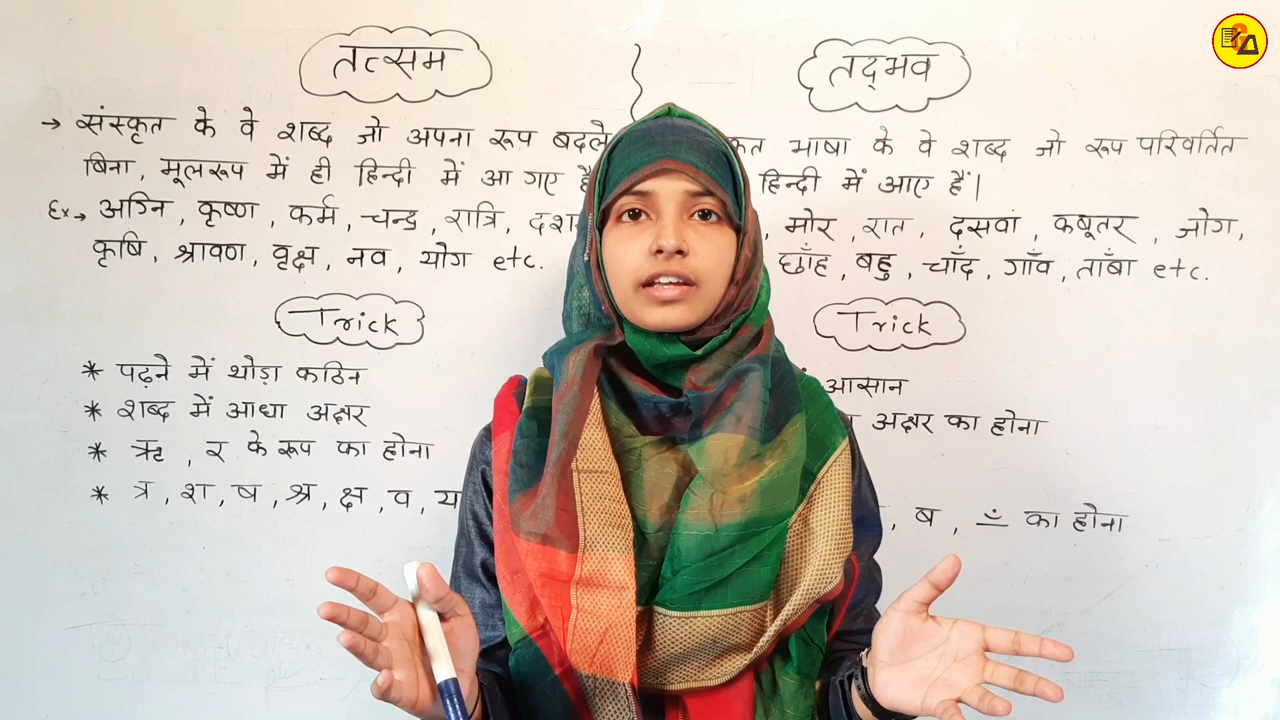 तत्सम
→ संस्कृत के वे शब्द जो अपना रूप बदले
बिना, मूलरूप में ही हिन्दी में आ गए हैं
Ex→ अग्नि, कृष्ण, कर्म, चन्द्र, रात्रि, दश
कृषि, श्रावण, वृक्ष, नव, योग etc.
Trick
* पढ़ने में थोड़ा कठिन
* शब्द में आधा अक्षर
* ऋ, र के रूप का होना
* त्र, श, ष, श्र, क्ष, व, य
तद्भव
भाषा के वे शब्द जो रूप परिवर्तित
हिन्दी में आए हैं|
, मोर, रात, दसवां, कबूतर, जोग,
छाँह, बहु, चाँद, गाँव, ताँबा etc.
Trick
आसान
अक्षर का होना
, ब, ँ का होना